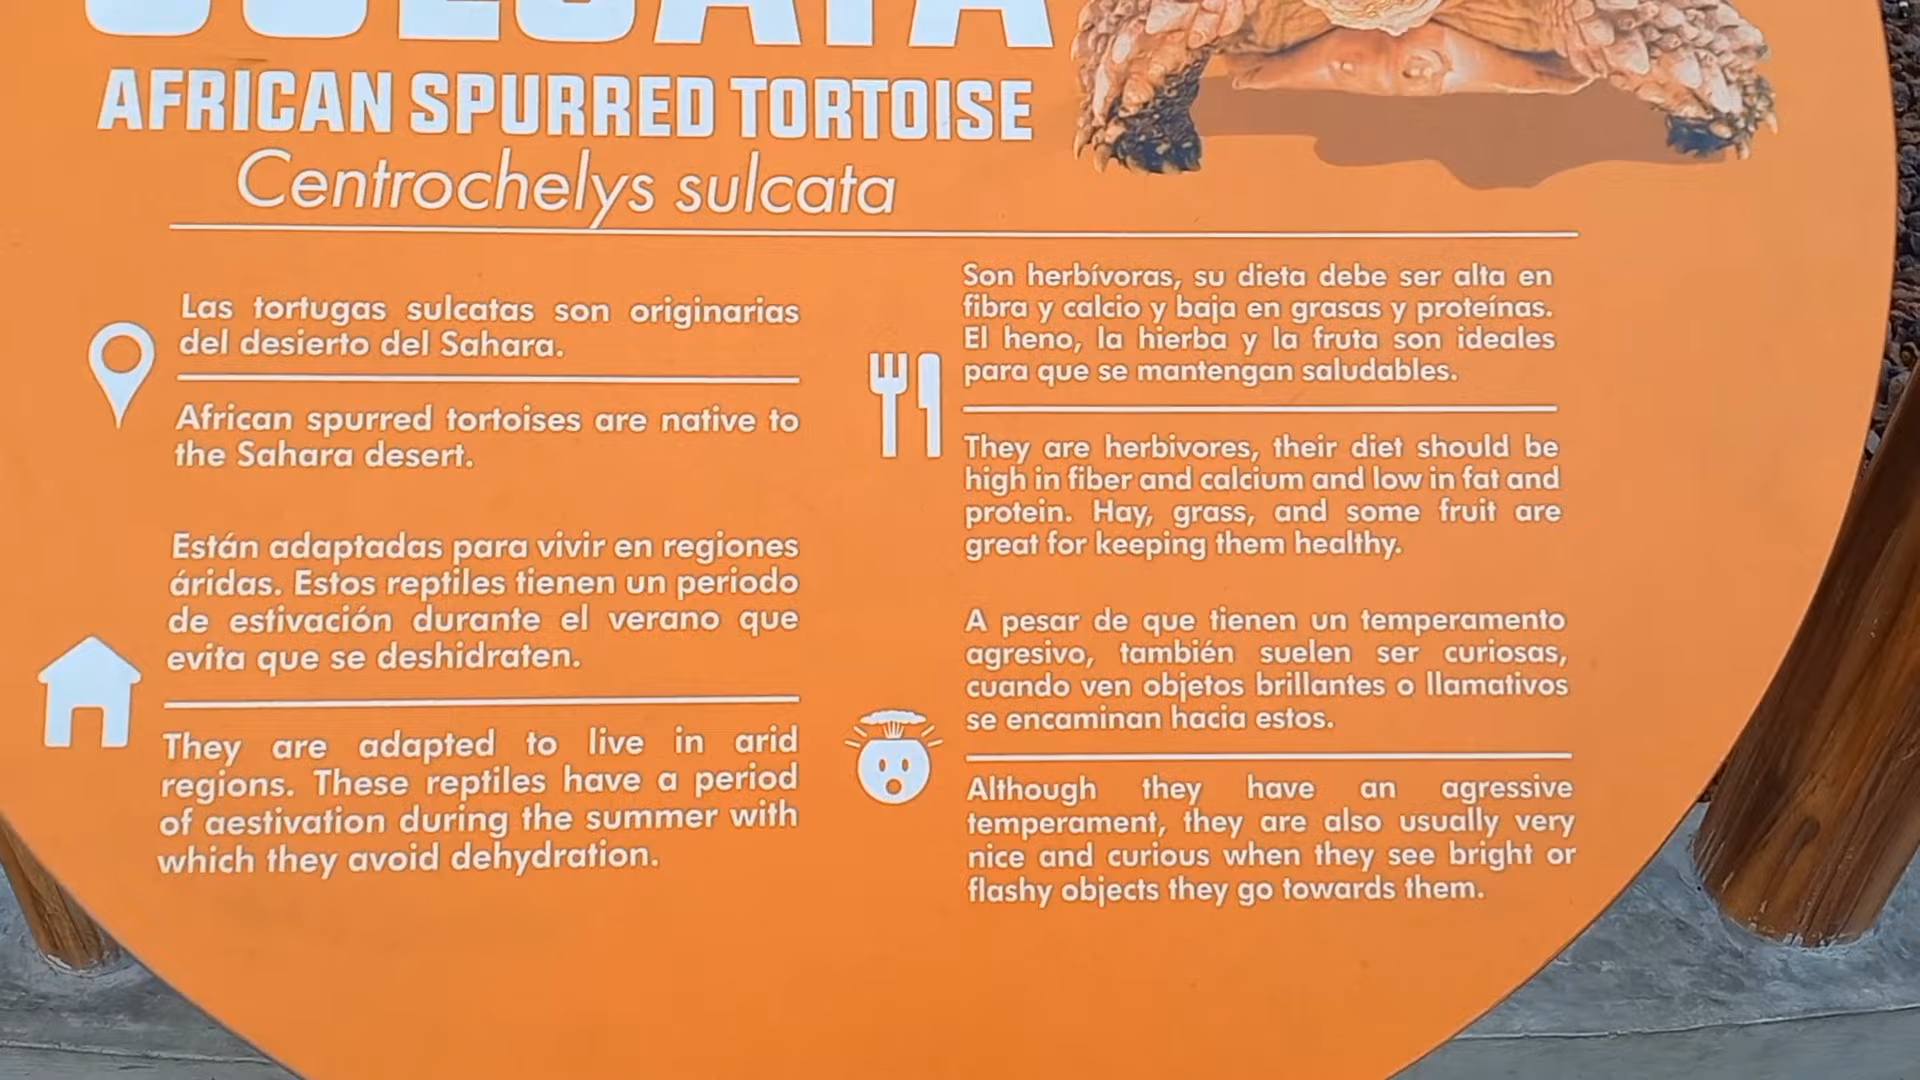 SULCATA
AFRICAN SPURRED TORTOISE
Centrochelys sulcata
Las tortugas sulcatas son originarias
del desierto del Sahara.
African spurred tortoises are native to
the Sahara desert.
Están adaptadas para vivir en regiones
áridas. Estos reptiles tienen un periodo
de estivación durante el verano que
evita que se deshidraten.
They are adapted to live in arid
regions. These reptiles have a period
of aestivation during the summer with
which they avoid dehydration.
Son herbívoras, su dieta debe ser alta en
fibra y calcio y baja en grasas y proteínas.
El heno, la hierba y la fruta son ideales
para que se mantengan saludables.
They are herbivores, their diet should be
high in fiber and calcium and low in fat and
protein. Hay, grass, and some fruit are
great for keeping them healthy.
A pesar de que tienen un temperamento
agresivo, también suelen ser curiosas,
cuando ven objetos brillantes o llamativos
se encaminan hacia estos.
Although they have an agressive
temperament, they are also usually very
nice and curious when they see bright or
flashy objects they go towards them.